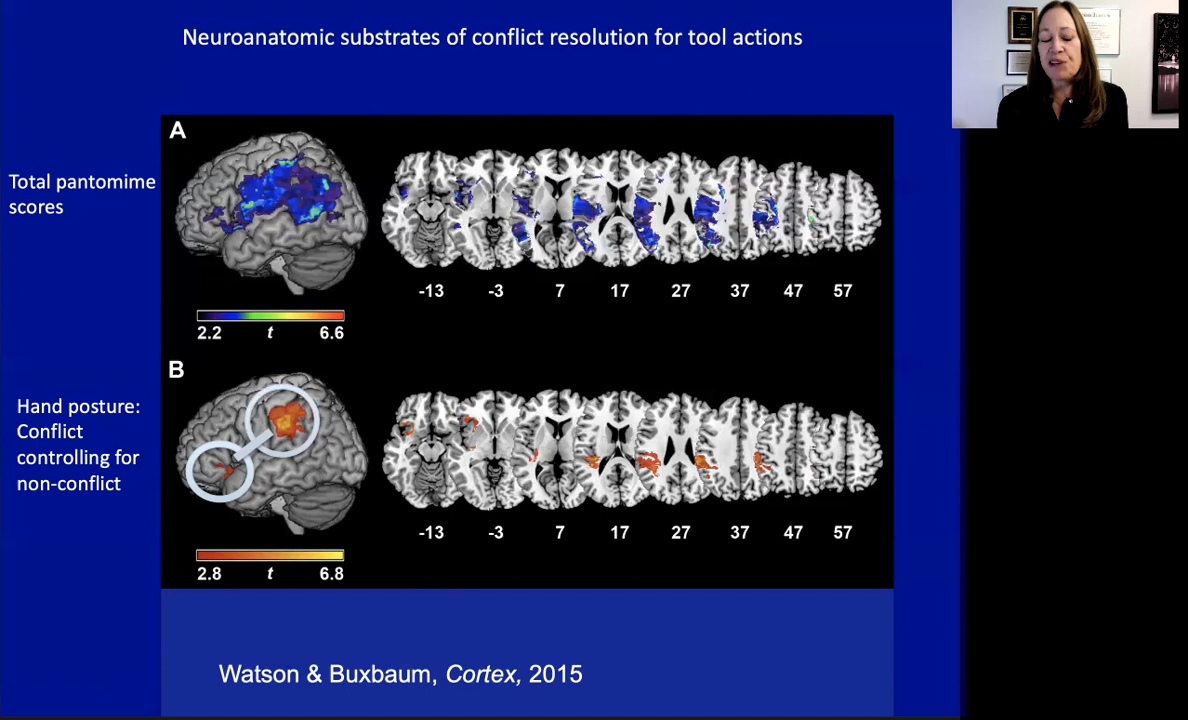 Neuroanatomic substrates of conflict resolution for tool actions
A
Total pantomime
scores
-13 -3 7 17 27 37 47 57
2.2 t 6.6
B
Hand posture:
Conflict
controlling for
non-conflict
-13 -3 7 17 27 37 47 57
2.8 t 6.8
Watson & Buxbaum, Cortex, 2015